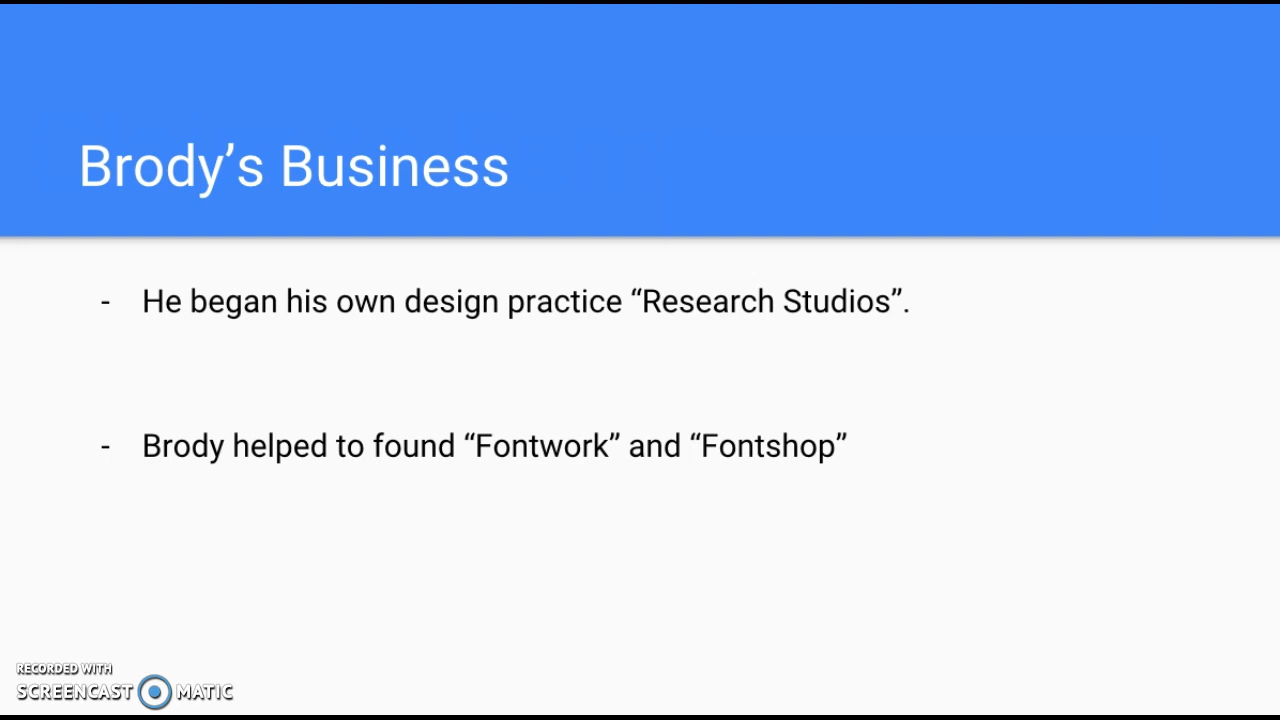 Brody’s Business
- He began his own design practice “Research Studios”.
- Brody helped to found “Fontwork” and “Fontshop”
RECORDED WITH
SCREENCAST MATIC